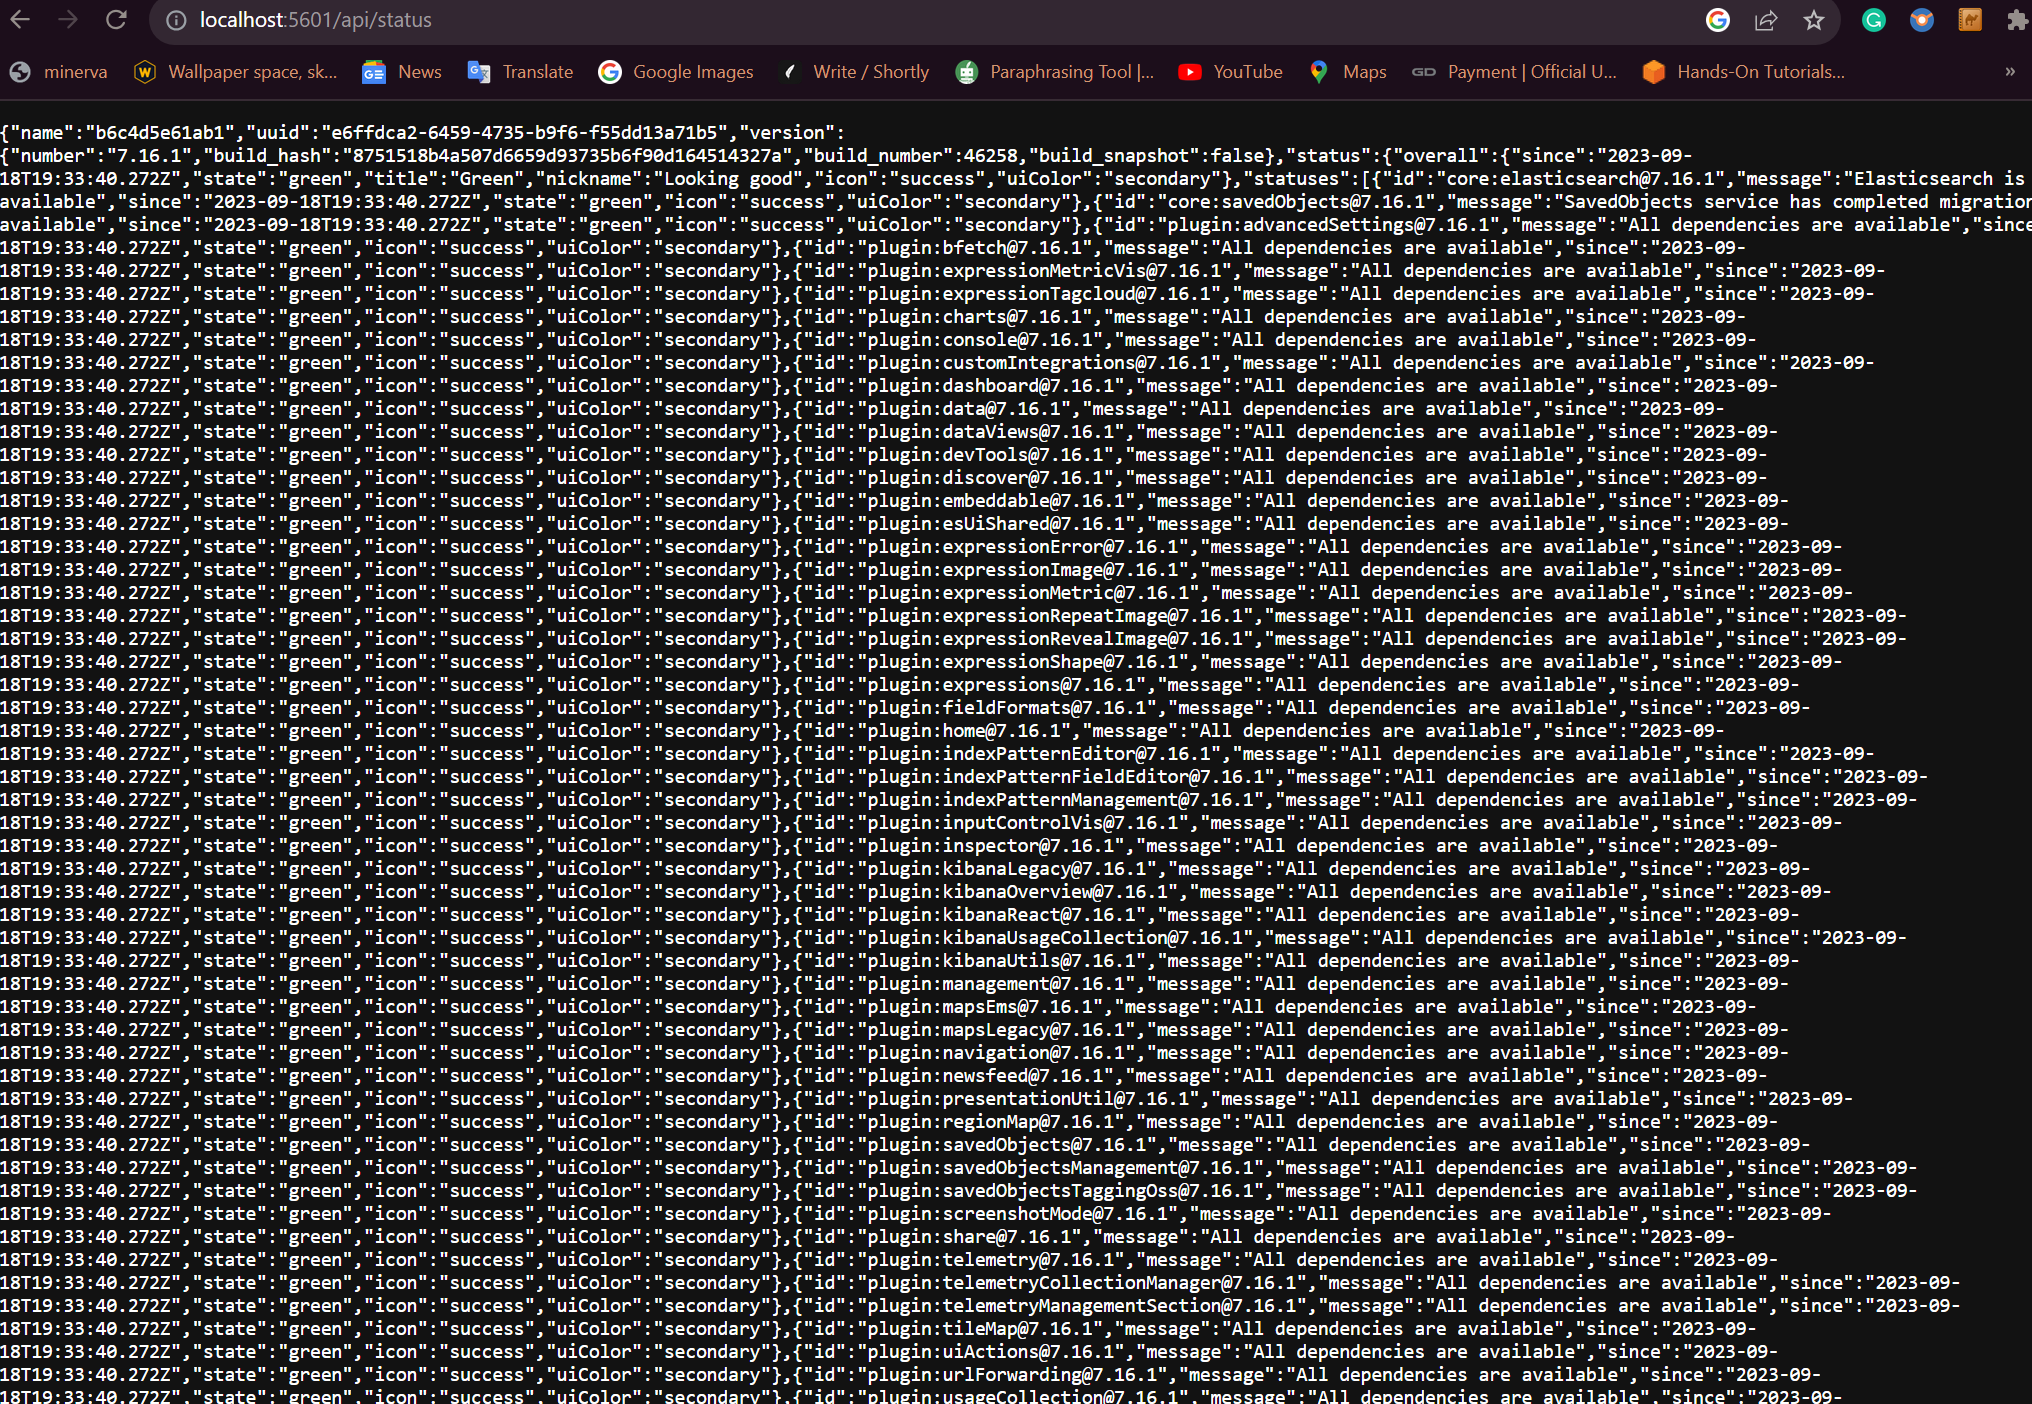 localhost:5601/api/status
minerva Wallpaper space, sk... News Translate Google Images Write / Shortly Paraphrasing Tool |... YouTube Maps Payment | Official U... Hands-On Tutorials... »
{"name":"b6c4d5e61ab1","uuid":"e6ffdca2-6459-4735-b9f6-f55dd13a71b5","version":
{"number":"7.16.1","build_hash":"8751518b4a507d6659d93735b6f90d164514327a","build_number":46258,"build_snapshot":false},"status":{"overall":{"since":"2023-09-
18T19:33:40.272Z","state":"green","title":"Green","nickname":"Looking good","icon":"success","uiColor":"secondary"},"statuses":[{"id":"core:elasticsearch@7.16.1","message":"Elasticsearch is
available","since":"2023-09-18T19:33:40.272Z","state":"green","icon":"success","uiColor":"secondary"},{"id":"core:savedObjects@7.16.1","message":"SavedObjects service has completed migration
available","since":"2023-09-18T19:33:40.272Z","state":"green","icon":"success","uiColor":"secondary"},{"id":"plugin:advancedSettings@7.16.1","message":"All dependencies are available","since
18T19:33:40.272Z","state":"green","icon":"success","uiColor":"secondary"},{"id":"plugin:bfetch@7.16.1","message":"All dependencies are available","since":"2023-09-
18T19:33:40.272Z","state":"green","icon":"success","uiColor":"secondary"},{"id":"plugin:expressionMetricVis@7.16.1","message":"All dependencies are available","since":"2023-09-
18T19:33:40.272Z","state":"green","icon":"success","uiColor":"secondary"},{"id":"plugin:expressionTagcloud@7.16.1","message":"All dependencies are available","since":"2023-09-
18T19:33:40.272Z","state":"green","icon":"success","uiColor":"secondary"},{"id":"plugin:charts@7.16.1","message":"All dependencies are available","since":"2023-09-
18T19:33:40.272Z","state":"green","icon":"success","uiColor":"secondary"},{"id":"plugin:console@7.16.1","message":"All dependencies are available","since":"2023-09-
18T19:33:40.272Z","state":"green","icon":"success","uiColor":"secondary"},{"id":"plugin:customIntegrations@7.16.1","message":"All dependencies are available","since":"2023-09-
18T19:33:40.272Z","state":"green","icon":"success","uiColor":"secondary"},{"id":"plugin:dashboard@7.16.1","message":"All dependencies are available","since":"2023-09-
18T19:33:40.272Z","state":"green","icon":"success","uiColor":"secondary"},{"id":"plugin:data@7.16.1","message":"All dependencies are available","since":"2023-09-
18T19:33:40.272Z","state":"green","icon":"success","uiColor":"secondary"},{"id":"plugin:dataViews@7.16.1","message":"All dependencies are available","since":"2023-09-
18T19:33:40.272Z","state":"green","icon":"success","uiColor":"secondary"},{"id":"plugin:devTools@7.16.1","message":"All dependencies are available","since":"2023-09-
18T19:33:40.272Z","state":"green","icon":"success","uiColor":"secondary"},{"id":"plugin:discover@7.16.1","message":"All dependencies are available","since":"2023-09-
18T19:33:40.272Z","state":"green","icon":"success","uiColor":"secondary"},{"id":"plugin:embeddable@7.16.1","message":"All dependencies are available","since":"2023-09-
18T19:33:40.272Z","state":"green","icon":"success","uiColor":"secondary"},{"id":"plugin:esUiShared@7.16.1","message":"All dependencies are available","since":"2023-09-
18T19:33:40.272Z","state":"green","icon":"success","uiColor":"secondary"},{"id":"plugin:expressionError@7.16.1","message":"All dependencies are available","since":"2023-09-
18T19:33:40.272Z","state":"green","icon":"success","uiColor":"secondary"},{"id":"plugin:expressionImage@7.16.1","message":"All dependencies are available","since":"2023-09-
18T19:33:40.272Z","state":"green","icon":"success","uiColor":"secondary"},{"id":"plugin:expressionMetric@7.16.1","message":"All dependencies are available","since":"2023-09-
18T19:33:40.272Z","state":"green","icon":"success","uiColor":"secondary"},{"id":"plugin:expressionRepeatImage@7.16.1","message":"All dependencies are available","since":"2023-09-
18T19:33:40.272Z","state":"green","icon":"success","uiColor":"secondary"},{"id":"plugin:expressionRevealImage@7.16.1","message":"All dependencies are available","since":"2023-09-
18T19:33:40.272Z","state":"green","icon":"success","uiColor":"secondary"},{"id":"plugin:expressionShape@7.16.1","message":"All dependencies are available","since":"2023-09-
18T19:33:40.272Z","state":"green","icon":"success","uiColor":"secondary"},{"id":"plugin:expressions@7.16.1","message":"All dependencies are available","since":"2023-09-
18T19:33:40.272Z","state":"green","icon":"success","uiColor":"secondary"},{"id":"plugin:fieldFormats@7.16.1","message":"All dependencies are available","since":"2023-09-
18T19:33:40.272Z","state":"green","icon":"success","uiColor":"secondary"},{"id":"plugin:home@7.16.1","message":"All dependencies are available","since":"2023-09-
18T19:33:40.272Z","state":"green","icon":"success","uiColor":"secondary"},{"id":"plugin:indexPatternEditor@7.16.1","message":"All dependencies are available","since":"2023-09-
18T19:33:40.272Z","state":"green","icon":"success","uiColor":"secondary"},{"id":"plugin:indexPatternFieldEditor@7.16.1","message":"All dependencies are available","since":"2023-09-
18T19:33:40.272Z","state":"green","icon":"success","uiColor":"secondary"},{"id":"plugin:indexPatternManagement@7.16.1","message":"All dependencies are available","since":"2023-09-
18T19:33:40.272Z","state":"green","icon":"success","uiColor":"secondary"},{"id":"plugin:inputControlVis@7.16.1","message":"All dependencies are available","since":"2023-09-
18T19:33:40.272Z","state":"green","icon":"success","uiColor":"secondary"},{"id":"plugin:inspector@7.16.1","message":"All dependencies are available","since":"2023-09-
18T19:33:40.272Z","state":"green","icon":"success","uiColor":"secondary"},{"id":"plugin:kibanaLegacy@7.16.1","message":"All dependencies are available","since":"2023-09-
18T19:33:40.272Z","state":"green","icon":"success","uiColor":"secondary"},{"id":"plugin:kibanaOverview@7.16.1","message":"All dependencies are available","since":"2023-09-
18T19:33:40.272Z","state":"green","icon":"success","uiColor":"secondary"},{"id":"plugin:kibanaReact@7.16.1","message":"All dependencies are available","since":"2023-09-
18T19:33:40.272Z","state":"green","icon":"success","uiColor":"secondary"},{"id":"plugin:kibanaUsageCollection@7.16.1","message":"All dependencies are available","since":"2023-09-
18T19:33:40.272Z","state":"green","icon":"success","uiColor":"secondary"},{"id":"plugin:kibanaUtils@7.16.1","message":"All dependencies are available","since":"2023-09-
18T19:33:40.272Z","state":"green","icon":"success","uiColor":"secondary"},{"id":"plugin:management@7.16.1","message":"All dependencies are available","since":"2023-09-
18T19:33:40.272Z","state":"green","icon":"success","uiColor":"secondary"},{"id":"plugin:mapsEms@7.16.1","message":"All dependencies are available","since":"2023-09-
18T19:33:40.272Z","state":"green","icon":"success","uiColor":"secondary"},{"id":"plugin:mapsLegacy@7.16.1","message":"All dependencies are available","since":"2023-09-
18T19:33:40.272Z","state":"green","icon":"success","uiColor":"secondary"},{"id":"plugin:navigation@7.16.1","message":"All dependencies are available","since":"2023-09-
18T19:33:40.272Z","state":"green","icon":"success","uiColor":"secondary"},{"id":"plugin:newsfeed@7.16.1","message":"All dependencies are available","since":"2023-09-
18T19:33:40.272Z","state":"green","icon":"success","uiColor":"secondary"},{"id":"plugin:presentationUtil@7.16.1","message":"All dependencies are available","since":"2023-09-
18T19:33:40.272Z","state":"green","icon":"success","uiColor":"secondary"},{"id":"plugin:regionMap@7.16.1","message":"All dependencies are available","since":"2023-09-
18T19:33:40.272Z","state":"green","icon":"success","uiColor":"secondary"},{"id":"plugin:savedObjects@7.16.1","message":"All dependencies are available","since":"2023-09-
18T19:33:40.272Z","state":"green","icon":"success","uiColor":"secondary"},{"id":"plugin:savedObjectsManagement@7.16.1","message":"All dependencies are available","since":"2023-09-
18T19:33:40.272Z","state":"green","icon":"success","uiColor":"secondary"},{"id":"plugin:savedObjectsTaggingOss@7.16.1","message":"All dependencies are available","since":"2023-09-
18T19:33:40.272Z","state":"green","icon":"success","uiColor":"secondary"},{"id":"plugin:screenshotMode@7.16.1","message":"All dependencies are available","since":"2023-09-
18T19:33:40.272Z","state":"green","icon":"success","uiColor":"secondary"},{"id":"plugin:share@7.16.1","message":"All dependencies are available","since":"2023-09-
18T19:33:40.272Z","state":"green","icon":"success","uiColor":"secondary"},{"id":"plugin:telemetry@7.16.1","message":"All dependencies are available","since":"2023-09-
18T19:33:40.272Z","state":"green","icon":"success","uiColor":"secondary"},{"id":"plugin:telemetryCollectionManager@7.16.1","message":"All dependencies are available","since":"2023-09-
18T19:33:40.272Z","state":"green","icon":"success","uiColor":"secondary"},{"id":"plugin:telemetryManagementSection@7.16.1","message":"All dependencies are available","since":"2023-09-
18T19:33:40.272Z","state":"green","icon":"success","uiColor":"secondary"},{"id":"plugin:tileMap@7.16.1","message":"All dependencies are available","since":"2023-09-
18T19:33:40.272Z","state":"green","icon":"success","uiColor":"secondary"},{"id":"plugin:uiActions@7.16.1","message":"All dependencies are available","since":"2023-09-
18T19:33:40.272Z","state":"green","icon":"success","uiColor":"secondary"},{"id":"plugin:urlForwarding@7.16.1","message":"All dependencies are available","since":"2023-09-
18T19:33:40.272Z","state":"green","icon":"success","uiColor":"secondary"},{"id":"plugin:usageCollection@7.16.1","message":"All dependencies are available","since":"2023-09-